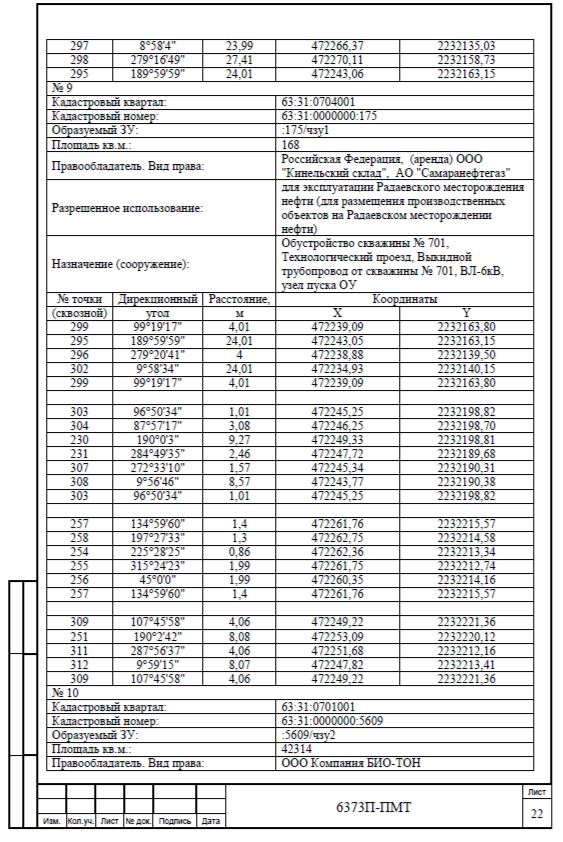 297 8°58'4" 23,99 472266,37 2232135,03
298 279°16'49" 27,41 472270,11 2232158,73
295 189°59'59" 24,01 472243,06 2232163,15
№ 9
Кадастровый квартал: 63:31:0704001
Кадастровый номер: 63:31:0000000:175
Образуемый ЗУ: :175/чзу1
Площадь кв.м.: 168
Правообладатель. Вид права: Российская Федерация, (аренда) ООО
"Кинельский склад", АО "Самаранефтегаз"
Разрешенное использование: для эксплуатации Радаевского месторождения
нефти (для размещения производственных
объектов на Радаевском месторождении
нефти)
Назначение (сооружение): Обустройство скважины № 701,
Технологический проезд, Выкидной
трубопровод от скважины № 701, ВЛ-6кВ,
узел пуска ОУ
№ точки Дирекционный Расстояние, Координаты
(сквозной) угол м X Y
299 99°19'17" 4,01 472239,09 2232163,80
295 189°59'59" 24,01 472243,05 2232163,15
296 279°20'41" 4 472238,88 2232139,50
302 9°58'34" 24,01 472234,93 2232140,15
299 99°19'17" 4,01 472239,09 2232163,80
303 96°50'34" 1,01 472245,25 2232198,82
304 87°57'17" 3,08 472246,25 2232198,70
230 190°0'3" 9,27 472249,33 2232198,81
231 284°49'35" 2,46 472247,72 2232189,68
307 272°33'10" 1,57 472245,34 2232190,31
308 9°56'46" 8,57 472243,77 2232190,38
303 96°50'34" 1,01 472245,25 2232198,82
257 134°59'60" 1,4 472261,76 2232215,57
258 197°27'33" 1,3 472262,75 2232214,58
254 225°28'25" 0,86 472262,36 2232213,34
255 315°24'23" 1,99 472261,75 2232212,74
256 45°0'0" 1,99 472260,35 2232214,16
257 134°59'60" 1,4 472261,76 2232215,57
309 107°45'58" 4,06 472249,22 2232221,36
251 190°2'42" 8,08 472253,09 2232220,12
311 287°56'37" 4,06 472251,68 2232212,16
312 9°59'15" 8,07 472247,82 2232213,41
309 107°45'58" 4,06 472249,22 2232221,36
№ 10
Кадастровый квартал: 63:31:0701001
Кадастровый номер: 63:31:0000000:5609
Образуемый ЗУ: :5609/чзу2
Площадь кв.м.: 42314
Правообладатель. Вид права: ООО Компания БИО-ТОН
6373П-ПМТ
Лист
22
Изм. Кол.уч. Лист № док. Подпись Дата